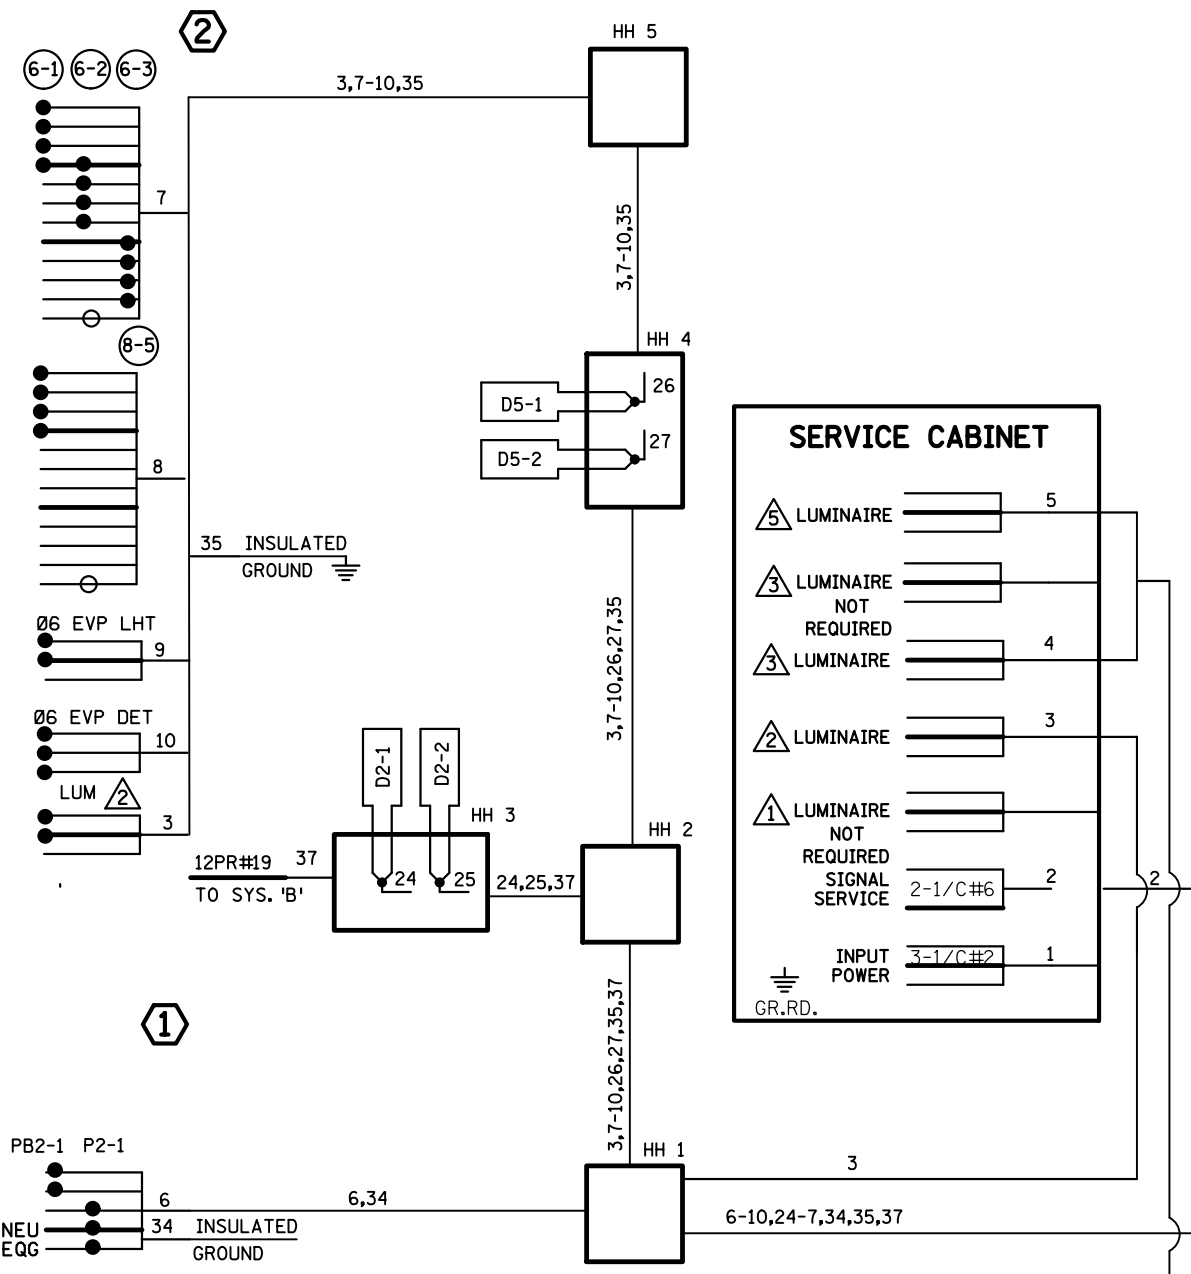 2
HH 5
6-1 6-2 6-3
3,7-10,35
7
3,7-10,35
HH 4
8-5
26
D5-1
27
D5-2
8
SERVICE CABINET
5 LUMINAIRE 5
35 INSULATED
GROUND
3 LUMINAIRE
NOT
REQUIRED
3,7-10,26,27,35
Ø6 EVP LHT
9
3 LUMINAIRE 4
Ø6 EVP DET
10
2 LUMINAIRE 3
LUM 2
3
D2-1
D2-2
HH 3
HH 2
1 LUMINAIRE
NOT
REQUIRED
12PR#19 37
TO SYS. 'B'
24 25
24,25,37
SIGNAL
SERVICE
2-1/C#6 2 2
INPUT
POWER
3-1/C#2 1
GR.RD.
1
3,7-10,26,27,35,37
PB2-1 P2-1
HH 1
3
6
6,34
6-10,24-7,34,35,37
NEU
EQG
34 INSULATED
GROUND